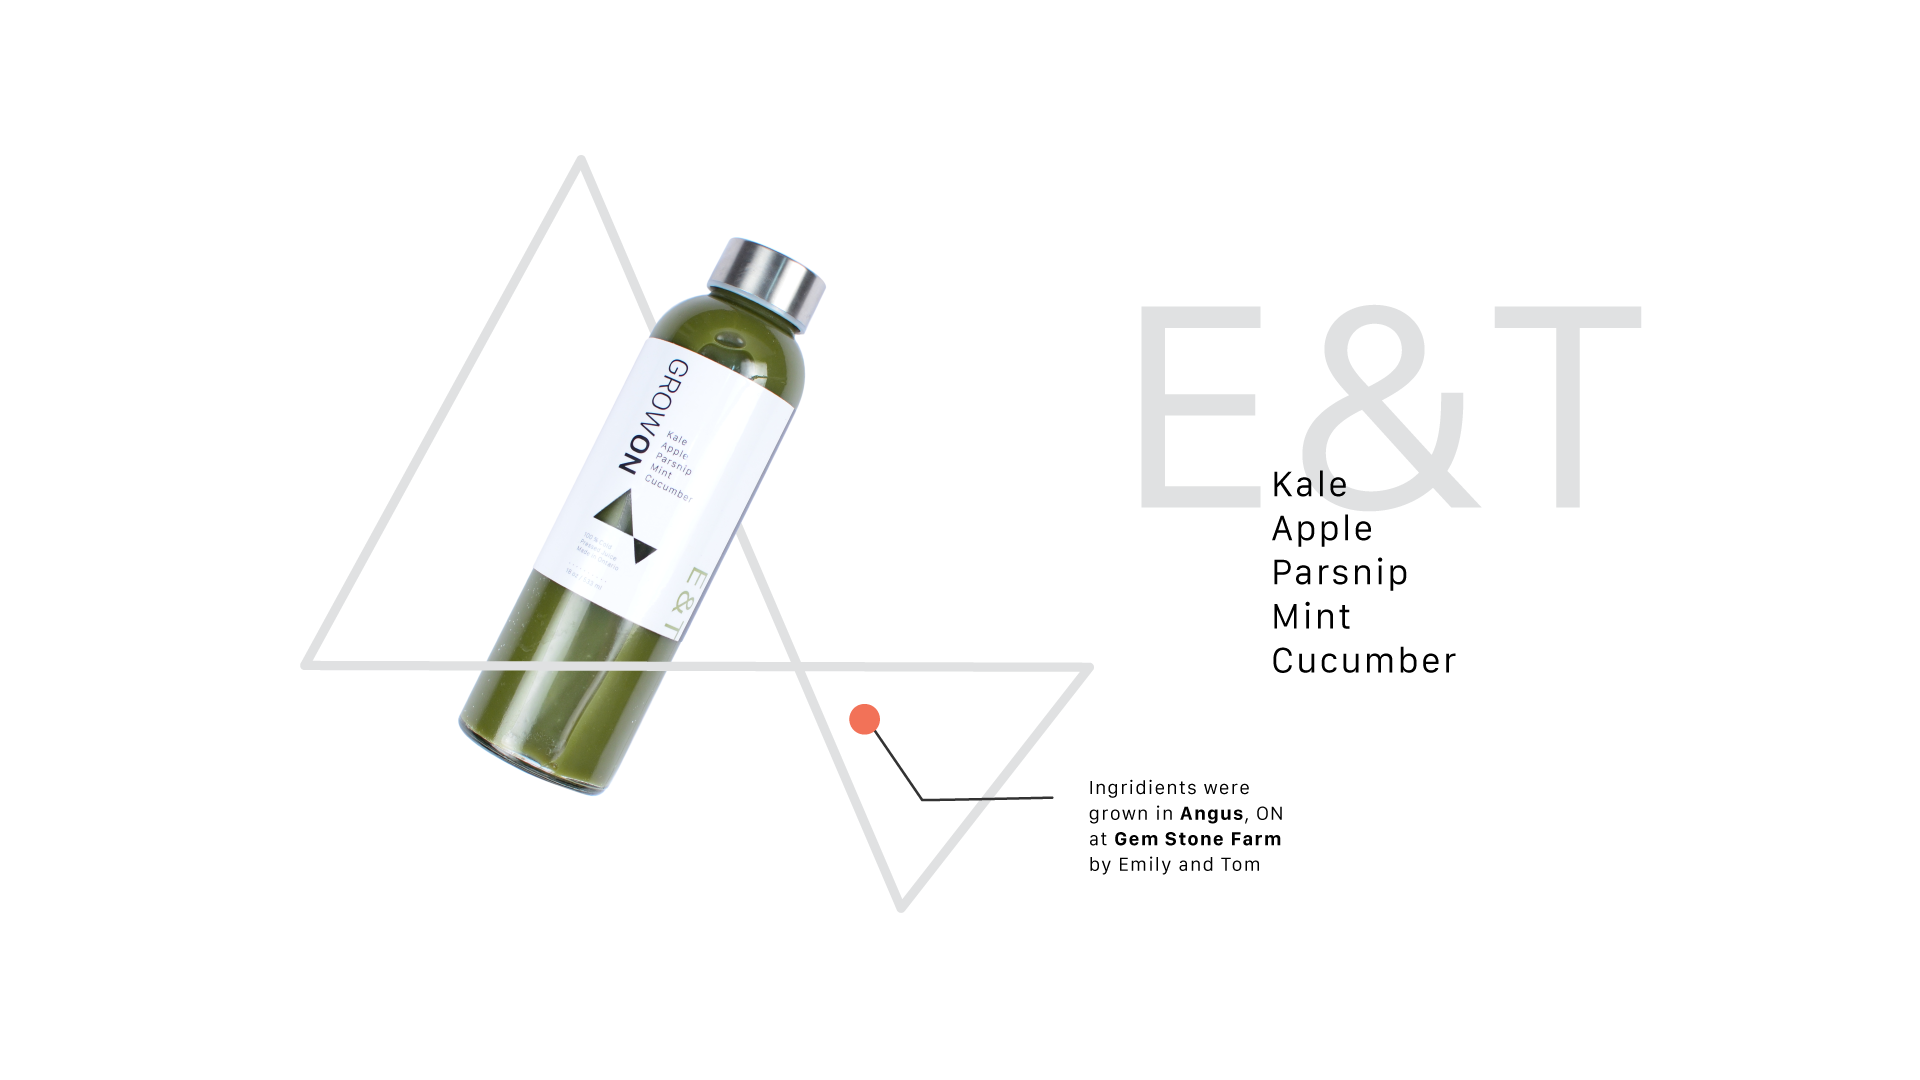 GROWON
Kale
Apple
Parsnip
Mint
Cucumber
E&T
E&T
Kale
Apple
Parsnip
Mint
Cucumber
Ingridients were
grown in Angus, ON
at Gem Stone Farm
by Emily and Tom